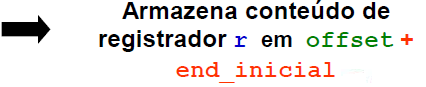 Armazena conteúdo de
registrador r em offset +
end_inicial